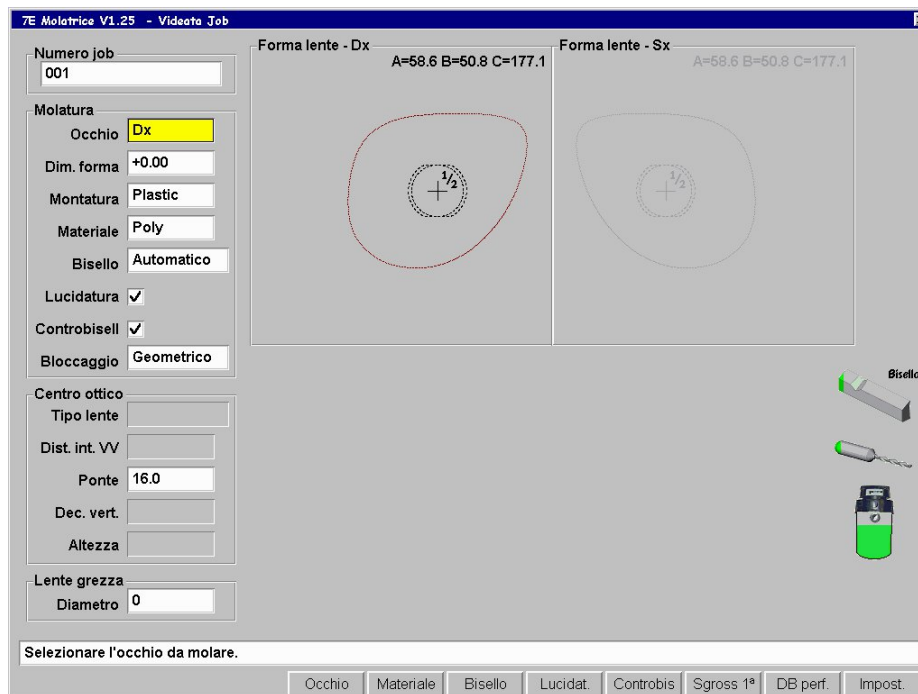 7E Molatrice V1.25 - Videata Job
Numero job
001
Molatura
Occhio Dx
Dim. forma +0.00
Montatura Plastic
Materiale Poly
Bisello Automatico
Lucidatura
Controbisell
Bloccaggio Geometrico
Centro ottico
Tipo lente
Dist. int. VV
Ponte 16.0
Dec. vert.
Altezza
Lente grezza
Diametro 0
Forma lente - Dx
A=58.6 B=50.8 C=177.1
1/2
Forma lente - Sx
A=58.6 B=50.8 C=177.1
1/2
Bisello
Selezionare l'occhio da molare.
Occhio Materiale Bisello Lucidat. Controbis Sgross 1ª DB perf. Impost.